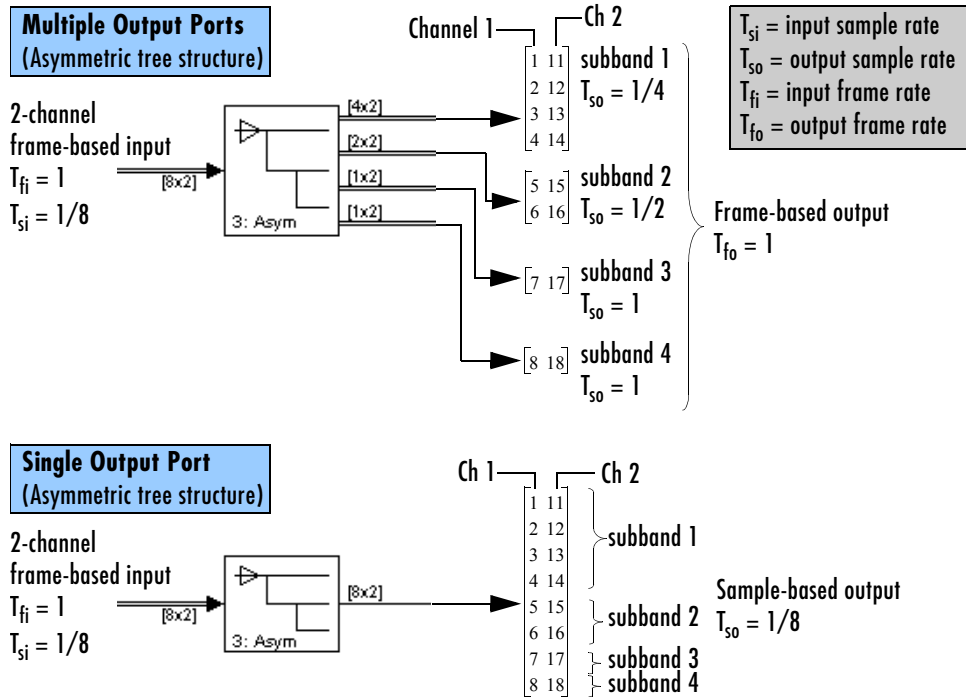 Multiple Output Ports
(Asymmetric tree structure)
2-channel
frame-based input
Tfi = 1
Tsi = 1/8
[8x2]
3: Asym
[4x2]
[2x2]
[1x2]
[1x2]
Channel 1
Ch 2
1 11
2 12
3 13
4 14
subband 1
Tso = 1/4
5 15
6 16
subband 2
Tso = 1/2
7 17
subband 3
Tso = 1
8 18
subband 4
Tso = 1
Frame-based output
Tfo = 1
Tsi = input sample rate
Tso = output sample rate
Tfi = input frame rate
Tfo = output frame rate
Single Output Port
(Asymmetric tree structure)
2-channel
frame-based input
Tfi = 1
Tsi = 1/8
[8x2]
3: Asym
[8x2]
Ch 1
Ch 2
1 11
2 12
3 13
4 14
5 15
6 16
7 17
8 18
subband 1
subband 2
subband 3
subband 4
Sample-based output
Tso = 1/8